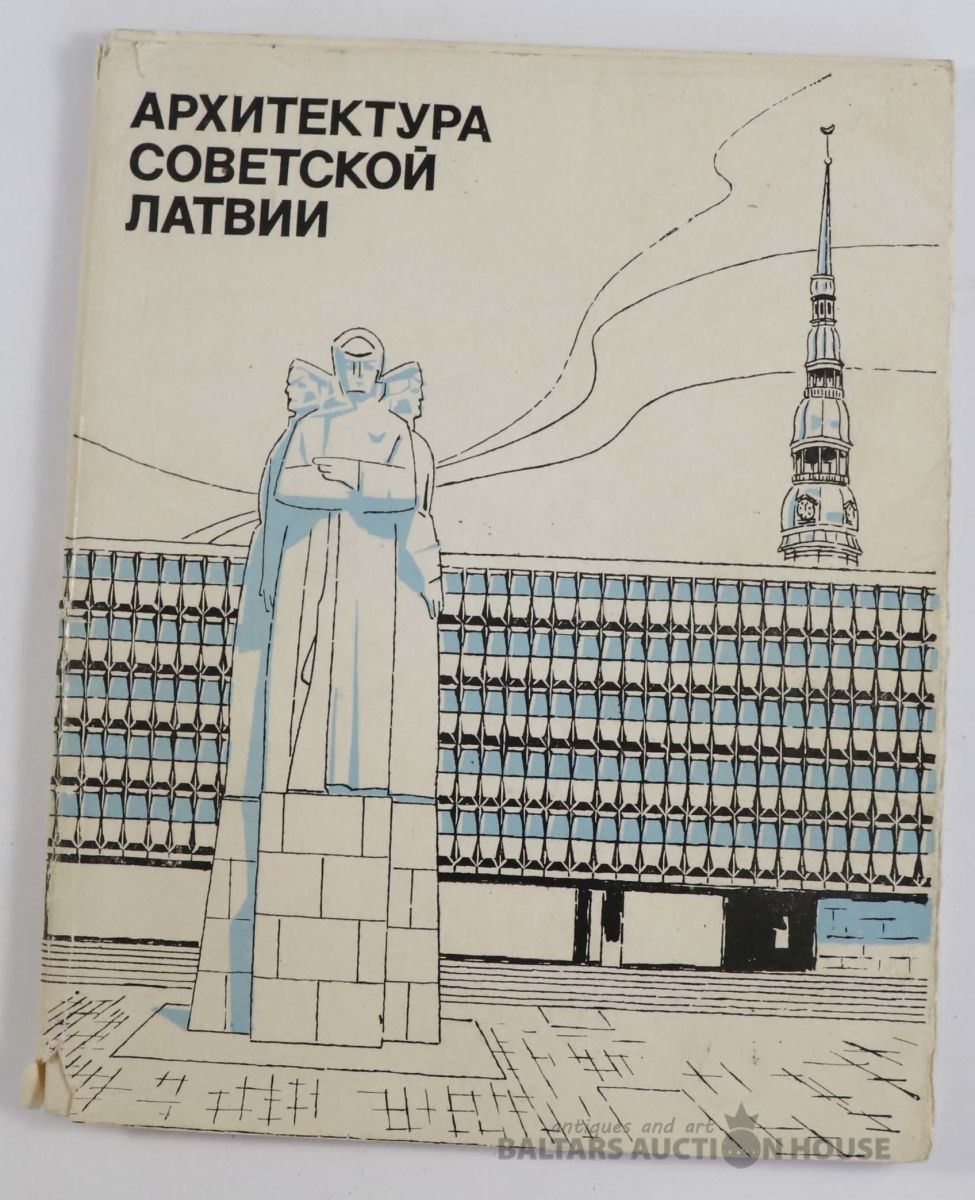 АРХИТЕКТУРА
СОВЕТСКОЙ
ЛАТВИИ
antiques and art
BALTARS AUCTION HOUSE